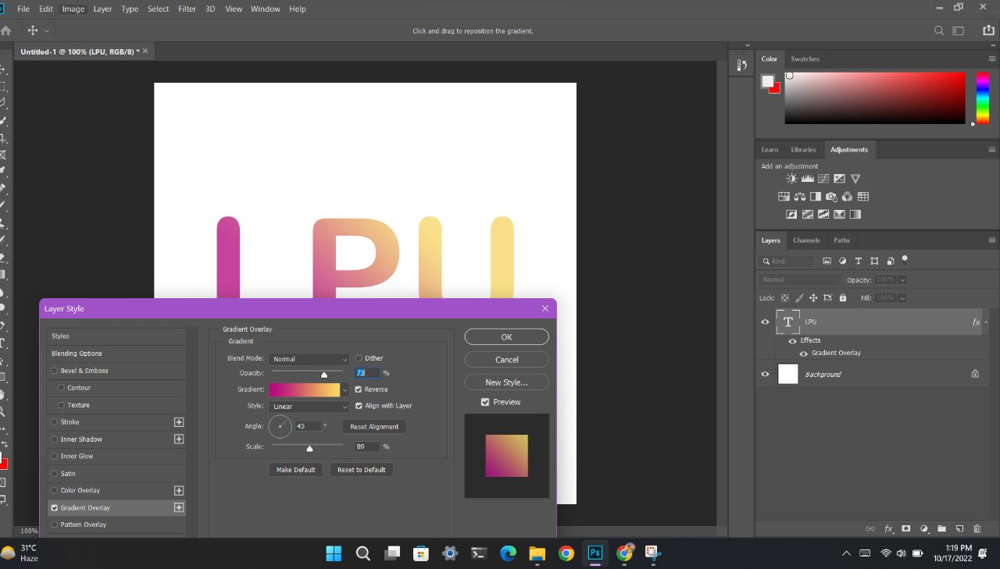 Ps File Edit Image Layer Type Select Filter 3D View Window Help
Click and drag to reposition the gradient.
Untitled-1 @ 100% (LPU, RGB/8) *
LPU
Color Swatches
Learn Libraries Adjustments
Add an adjustment
Layers Channels Paths
Kind
Normal Opacity: 100%
Lock: Fill: 100%
T LPU fx
Effects
Gradient Overlay
Background
Layer Style
Styles
Blending Options
Bevel & Emboss
Contour
Texture
Stroke
Inner Shadow
Inner Glow
Satin
Color Overlay
Gradient Overlay
Pattern Overlay
Gradient Overlay
Gradient
Blend Mode: Normal Dither
Opacity: 73 %
Gradient: Reverse
Style: Linear Align with Layer
Angle: 45 ° Reset Alignment
Scale: 89 %
Make Default Reset to Default
OK
Cancel
New Style...
Preview
100%
fx
31°C
Haze
Ps
1:19 PM
10/17/2022